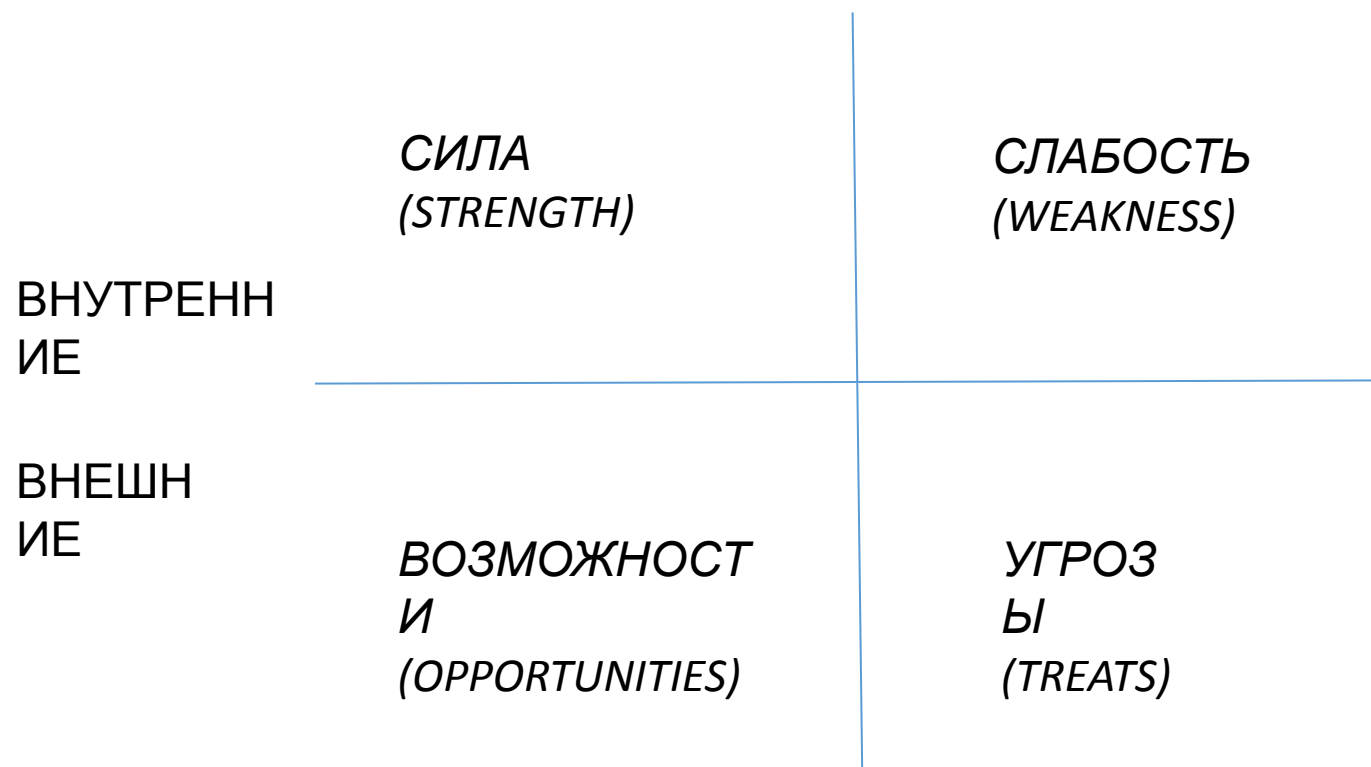 СИЛА
(STRENGTH)
СЛАБОСТЬ
(WEAKNESS)
ВНУТРЕНН
ИЕ
ВНЕШН
ИЕ
ВОЗМОЖНОСТ
И
(OPPORTUNITIES)
УГРОЗ
Ы
(TREATS)